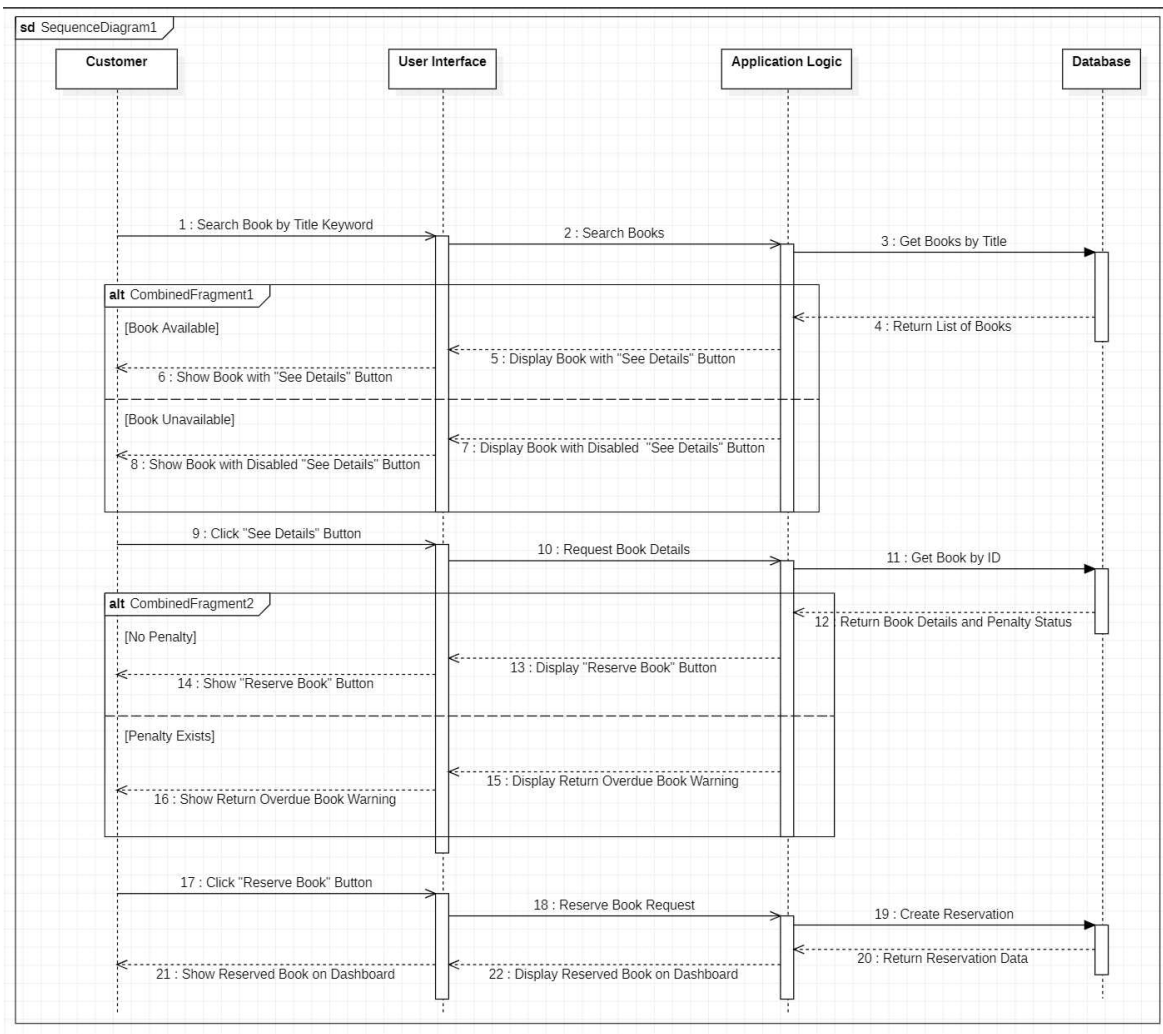 sd SequenceDiagram1
Customer
User Interface
Application Logic
Database
1 : Search Book by Title Keyword
2 : Search Books
3 : Get Books by Title
alt CombinedFragment1
[Book Available]
4 : Return List of Books
5 : Display Book with "See Details" Button
6 : Show Book with "See Details" Button
[Book Unavailable]
7 : Display Book with Disabled  "See Details" Button
8 : Show Book with Disabled "See Details" Button
9 : Click "See Details" Button
10 : Request Book Details
11 : Get Book by ID
alt CombinedFragment2
12 : Return Book Details and Penalty Status
[No Penalty]
13 : Display "Reserve Book" Button
14 : Show "Reserve Book" Button
[Penalty Exists]
15 : Display Return Overdue Book Warning
16 : Show Return Overdue Book Warning
17 : Click "Reserve Book" Button
18 : Reserve Book Request
19 : Create Reservation
20 : Return Reservation Data
21 : Show Reserved Book on Dashboard
22 : Display Reserved Book on Dashboard